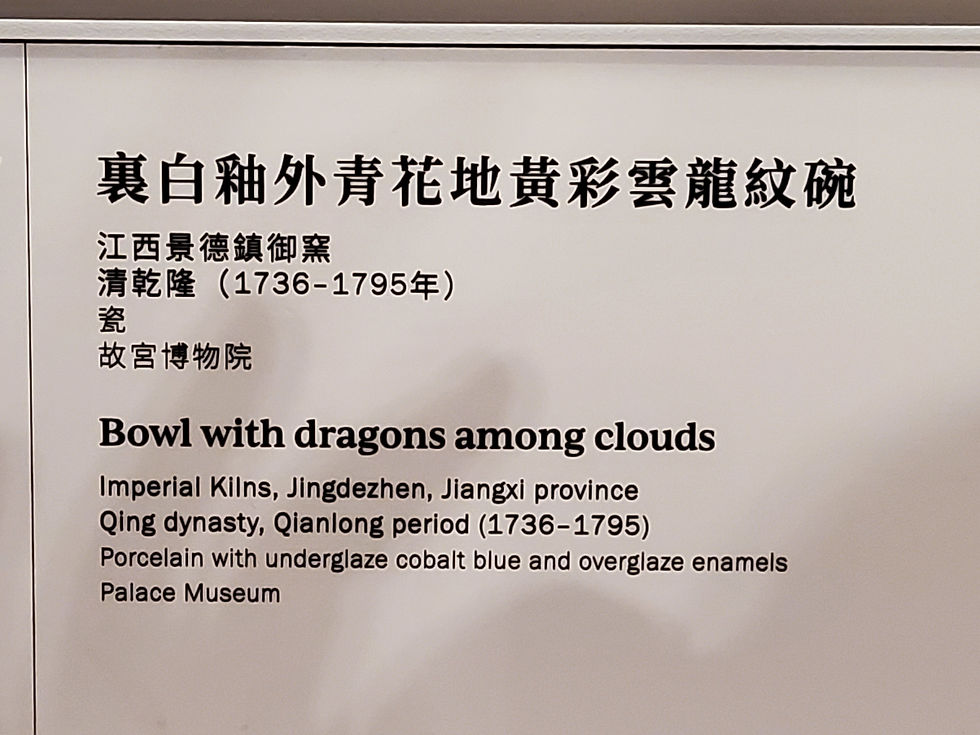 裏白釉外青花地黃彩雲龍紋碗
江西景德鎮御窯
清乾隆（1736–1795年）
瓷
故宮博物院
Bowl with dragons among clouds
Imperial Kilns, Jingdezhen, Jiangxi province
Qing dynasty, Qianlong period (1736–1795)
Porcelain with underglaze cobalt blue and overglaze enamels
Palace Museum